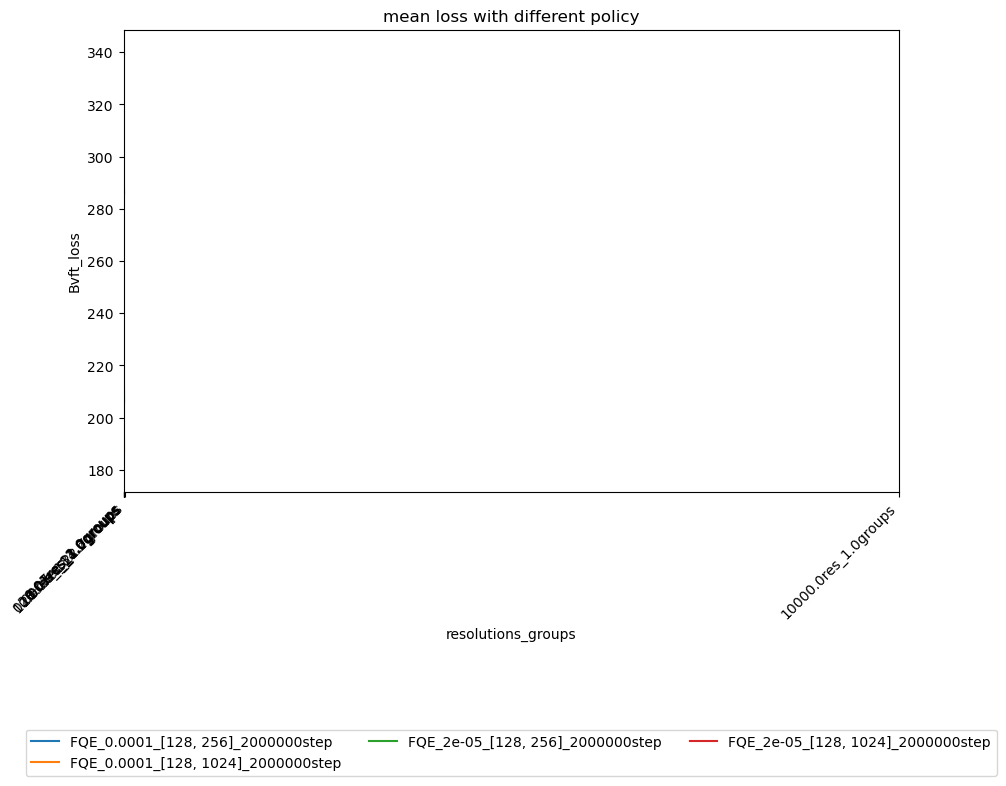 mean loss with different policy
340
320
300
280
260
240
220
200
180
Bvft_loss
10000.0res_1.0groups
resolutions_groups
FQE_0.0001_[128, 256]_2000000step
FQE_2e-05_[128, 256]_2000000step
FQE_2e-05_[128, 1024]_2000000step
FQE_0.0001_[128, 1024]_2000000step